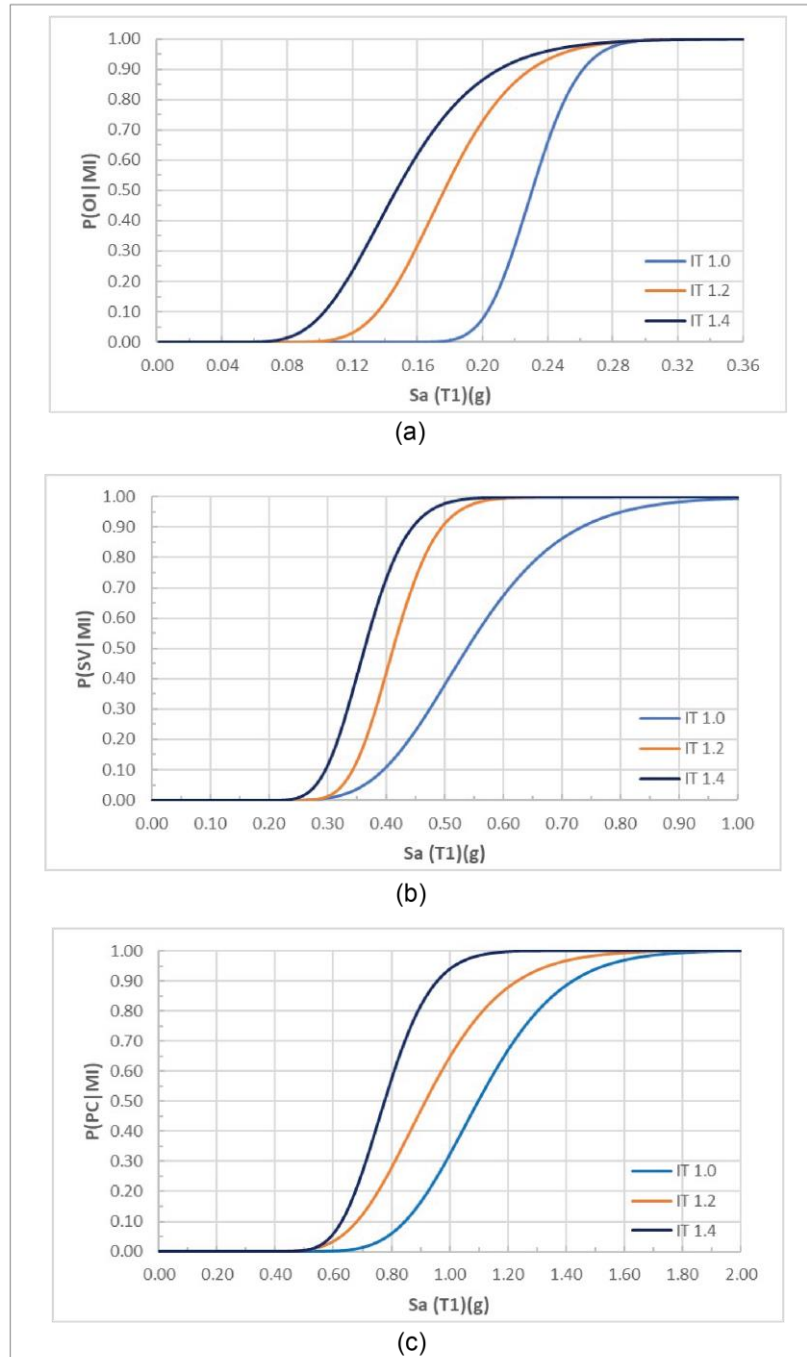 1.00
0.90
0.80
0.70
0.60
0.50
0.40
0.30
0.20
0.10
0.00
P(OI|MI)
IT 1.0
IT 1.2
IT 1.4
0.00 0.04 0.08 0.12 0.16 0.20 0.24 0.28 0.32 0.36
Sa (T1)(g)
(a)
1.00
0.90
0.80
0.70
0.60
0.50
0.40
0.30
0.20
0.10
0.00
P(SV|MI)
IT 1.0
IT 1.2
IT 1.4
0.00 0.10 0.20 0.30 0.40 0.50 0.60 0.70 0.80 0.90 1.00
Sa (T1)(g)
(b)
1.00
0.90
0.80
0.70
0.60
0.50
0.40
0.30
0.20
0.10
0.00
P(PC|MI)
IT 1.0
IT 1.2
IT 1.4
0.00 0.20 0.40 0.60 0.80 1.00 1.20 1.40 1.60 1.80 2.00
Sa (T1)(g)
(c)